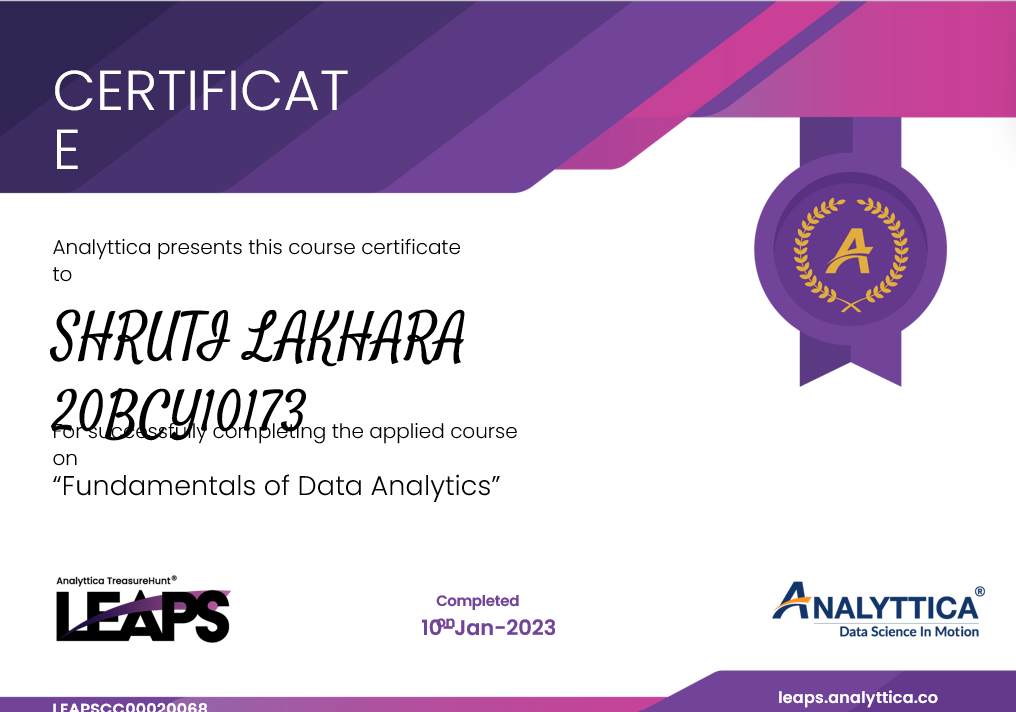 CERTIFICAT
E
Analyttica presents this course certificate
to
SHRUTI LAKHARA
20BCY10173
For successfully completing the applied course
on
“Fundamentals of Data Analytics”
Analyttica TreasureHunt®
LEAPS
Completed
on
10-Jan-2023
ANALYTTICA®
Data Science In Motion
leaps.analyttica.co
LEAPSCC00020068